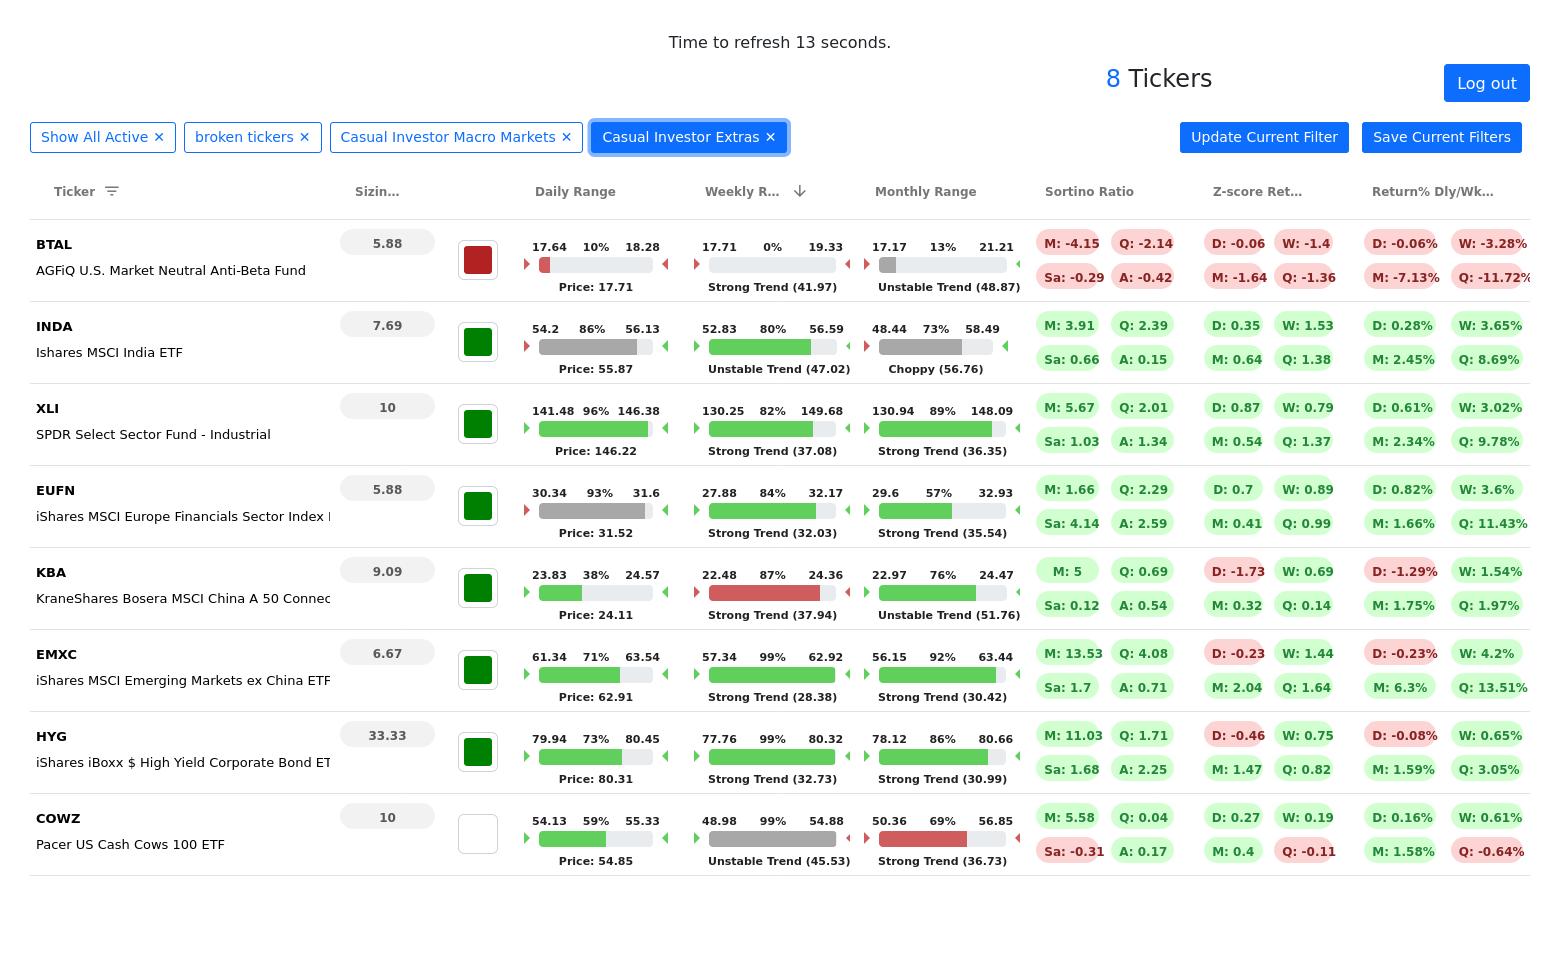 Time to refresh 13 seconds.
8 Tickers
Log out
Show All Active ✕ broken tickers ✕ Casual Investor Macro Markets ✕ Casual Investor Extras ✕ Update Current Filter Save Current Filters
Ticker Sizin… Daily Range Weekly R… Monthly Range Sortino Ratio Z-score Ret… Return% Dly/Wk…
BTAL 5.88 17.64 10% 18.28 17.71 0% 19.33 17.17 13% 21.21 M: -4.15 Q: -2.14 D: -0.06 W: -1.4 D: -0.06% W: -3.28%
AGFiQ U.S. Market Neutral Anti-Beta Fund Price: 17.71 Strong Trend (41.97) Unstable Trend (48.87) Sa: -0.29 A: -0.42 M: -1.64 Q: -1.36 M: -7.13% Q: -11.72%
INDA 7.69 54.2 86% 56.13 52.83 80% 56.59 48.44 73% 58.49 M: 3.91 Q: 2.39 D: 0.35 W: 1.53 D: 0.28% W: 3.65%
Ishares MSCI India ETF Price: 55.87 Unstable Trend (47.02) Choppy (56.76) Sa: 0.66 A: 0.15 M: 0.64 Q: 1.38 M: 2.45% Q: 8.69%
XLI 10 141.48 96% 146.38 130.25 82% 149.68 130.94 89% 148.09 M: 5.67 Q: 2.01 D: 0.87 W: 0.79 D: 0.61% W: 3.02%
SPDR Select Sector Fund - Industrial Price: 146.22 Strong Trend (37.08) Strong Trend (36.35) Sa: 1.03 A: 1.34 M: 0.54 Q: 1.37 M: 2.34% Q: 9.78%
EUFN 5.88 30.34 93% 31.6 27.88 84% 32.17 29.6 57% 32.93 M: 1.66 Q: 2.29 D: 0.7 W: 0.89 D: 0.82% W: 3.6%
iShares MSCI Europe Financials Sector Index Price: 31.52 Strong Trend (32.03) Strong Trend (35.54) Sa: 4.14 A: 2.59 M: 0.41 Q: 0.99 M: 1.66% Q: 11.43%
KBA 9.09 23.83 38% 24.57 22.48 87% 24.36 22.97 76% 24.47 M: 5 Q: 0.69 D: -1.73 W: 0.69 D: -1.29% W: 1.54%
KraneShares Bosera MSCI China A 50 Connec Price: 24.11 Strong Trend (37.94) Unstable Trend (51.76) Sa: 0.12 A: 0.54 M: 0.32 Q: 0.14 M: 1.75% Q: 1.97%
EMXC 6.67 61.34 71% 63.54 57.34 99% 62.92 56.15 92% 63.44 M: 13.53 Q: 4.08 D: -0.23 W: 1.44 D: -0.23% W: 4.2%
iShares MSCI Emerging Markets ex China ETF Price: 62.91 Strong Trend (28.38) Strong Trend (30.42) Sa: 1.7 A: 0.71 M: 2.04 Q: 1.64 M: 6.3% Q: 13.51%
HYG 33.33 79.94 73% 80.45 77.76 99% 80.32 78.12 86% 80.66 M: 11.03 Q: 1.71 D: -0.46 W: 0.75 D: -0.08% W: 0.65%
iShares iBoxx $ High Yield Corporate Bond ET Price: 80.31 Strong Trend (32.73) Strong Trend (30.99) Sa: 1.68 A: 2.25 M: 1.47 Q: 0.82 M: 1.59% Q: 3.05%
COWZ 10 54.13 59% 55.33 48.98 99% 54.88 50.36 69% 56.85 M: 5.58 Q: 0.04 D: 0.27 W: 0.19 D: 0.16% W: 0.61%
Pacer US Cash Cows 100 ETF Price: 54.85 Unstable Trend (45.53) Strong Trend (36.73) Sa: -0.31 A: 0.17 M: 0.4 Q: -0.11 M: 1.58% Q: -0.64%